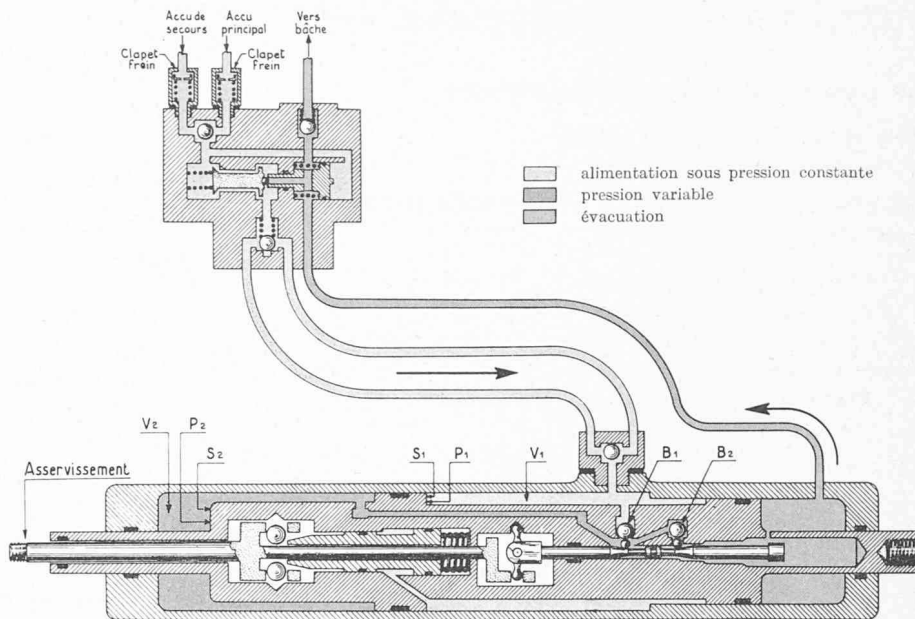 Accu de
secours
Accu
principal
Vers
bâche
Clapet
frein
Clapet
frein
alimentation sous pression constante
pression variable
évacuation
V2
P2
S2
S1
P1
V1
B1
B2
Asservissement